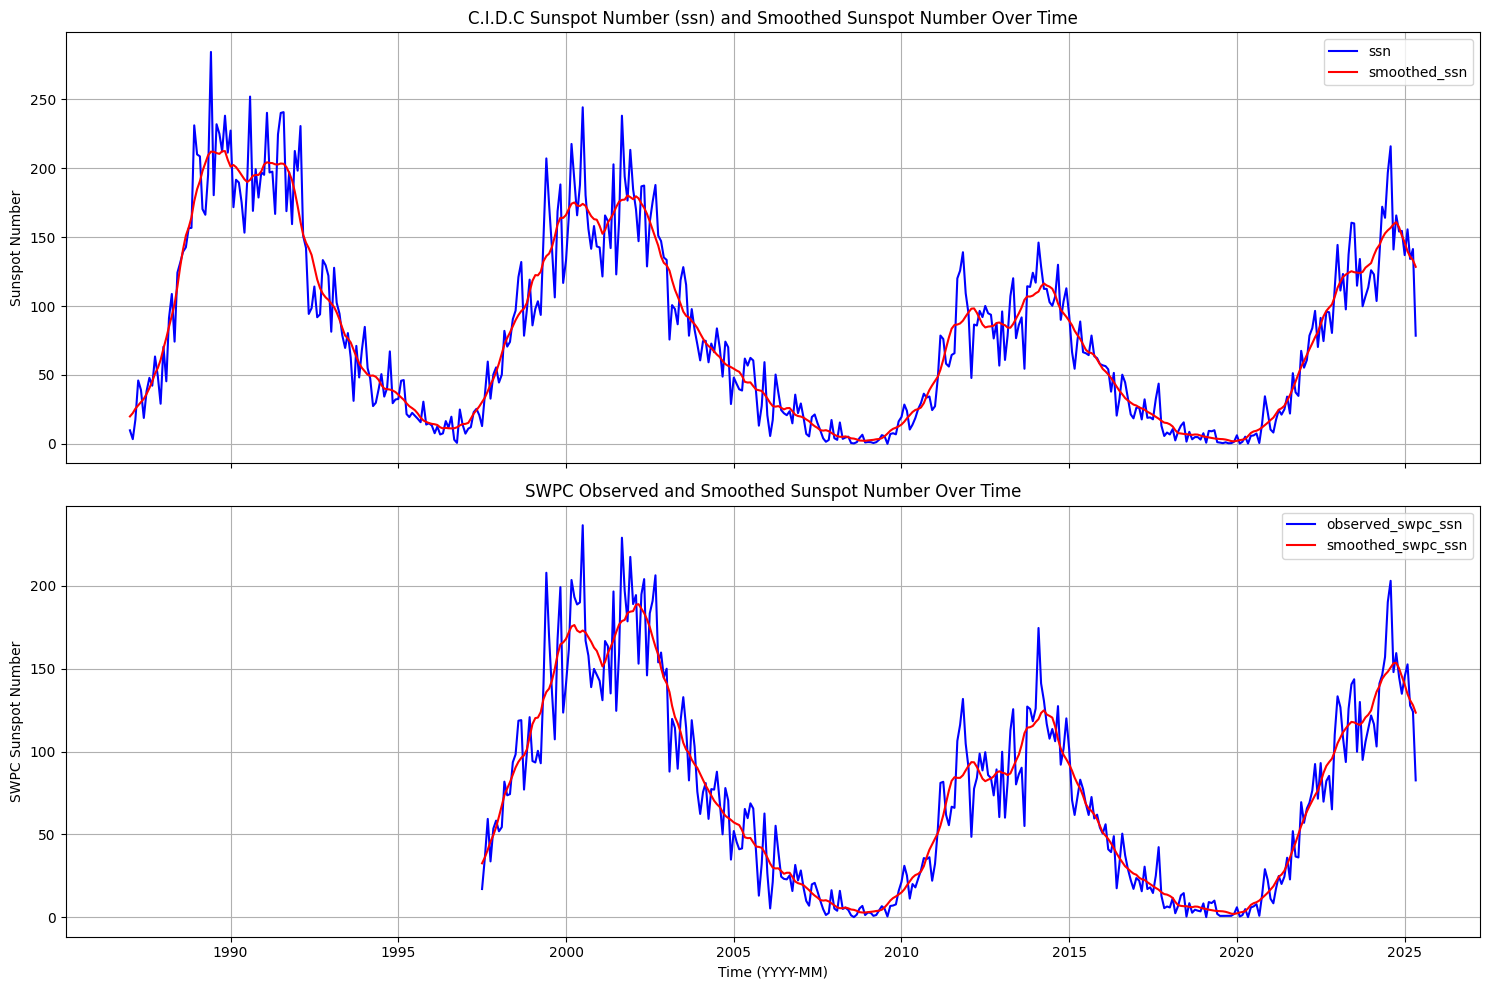 C.I.D.C Sunspot Number (ssn) and Smoothed Sunspot Number Over Time
ssn
smoothed_ssn
Sunspot Number
250
200
150
100
50
0
SWPC Observed and Smoothed Sunspot Number Over Time
observed_swpc_ssn
smoothed_swpc_ssn
SWPC Sunspot Number
200
150
100
50
0
1990 1995 2000 2005 2010 2015 2020 2025
Time (YYYY-MM)